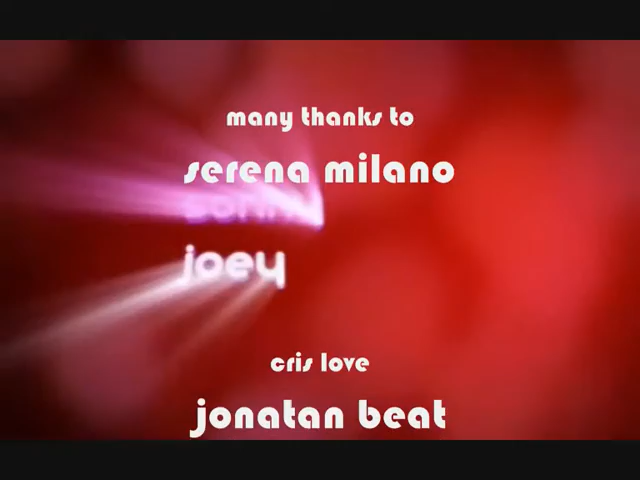 many thanks to
serena milano
joey
cris love
jonatan beat